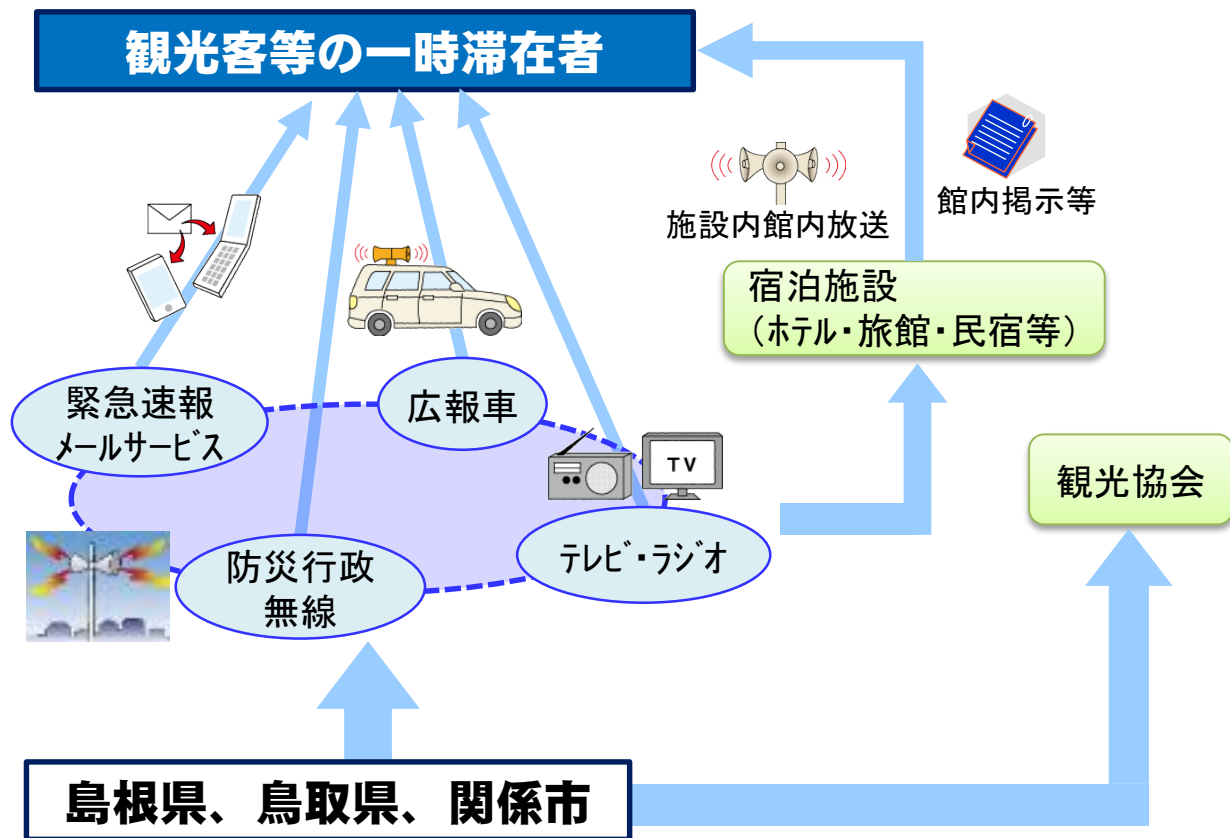 観光客等の一時滞在者
施設内館内放送
館内掲示等
宿泊施設
（ﾎﾃﾙ・旅館・民宿等）
緊急速報
ﾒｰﾙｻｰﾋﾞｽ
広報車
TV
観光協会
防災行政
無線
ﾃﾚﾋﾞ・ﾗｼﾞｵ
島根県、鳥取県、関係市